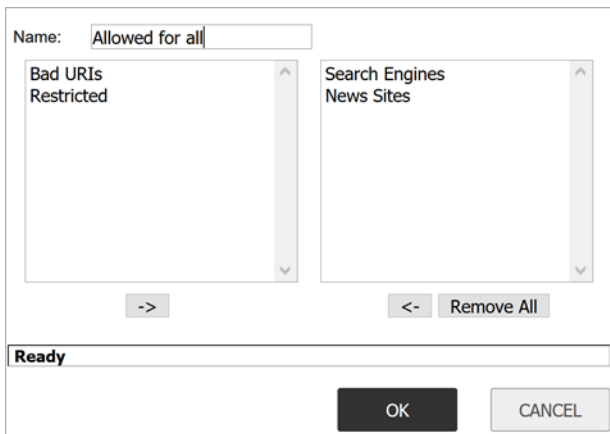 Name: Allowed for all
Bad URIs
Restricted
Search Engines
News Sites
->
<- Remove All
Ready
OK CANCEL